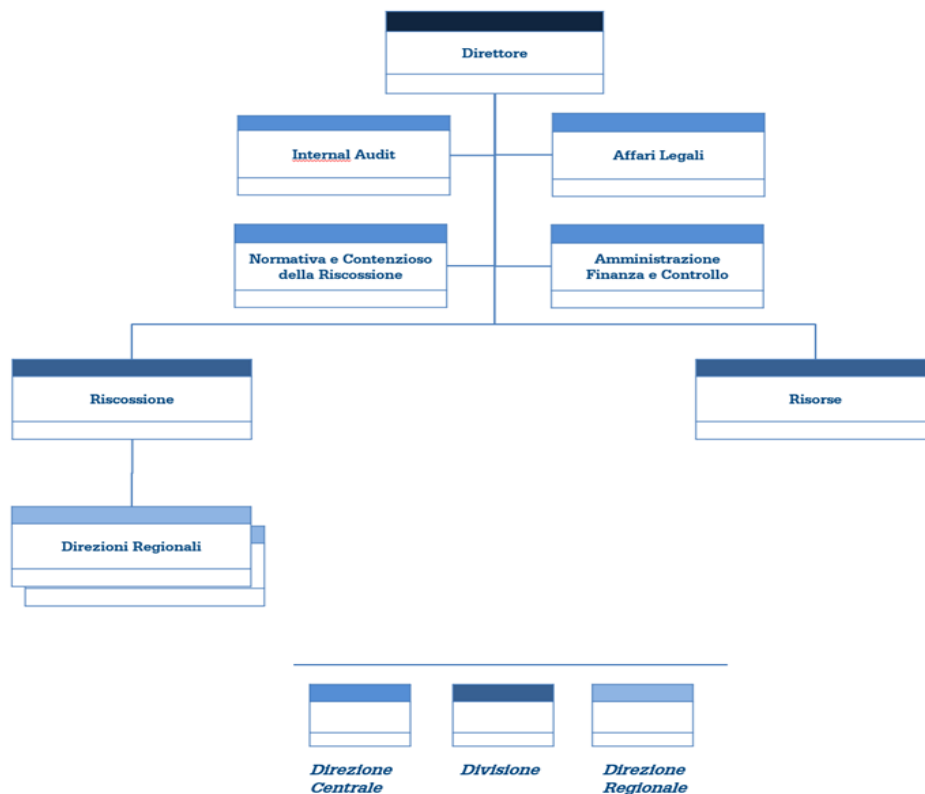 Direttore
Internal Audit
Affari Legali
Normativa e Contenzioso
della Riscossione
Amministrazione
Finanza e Controllo
Riscossione
Risorse
Direzioni Regionali
Direzione
Centrale
Divisione
Direzione
Regionale